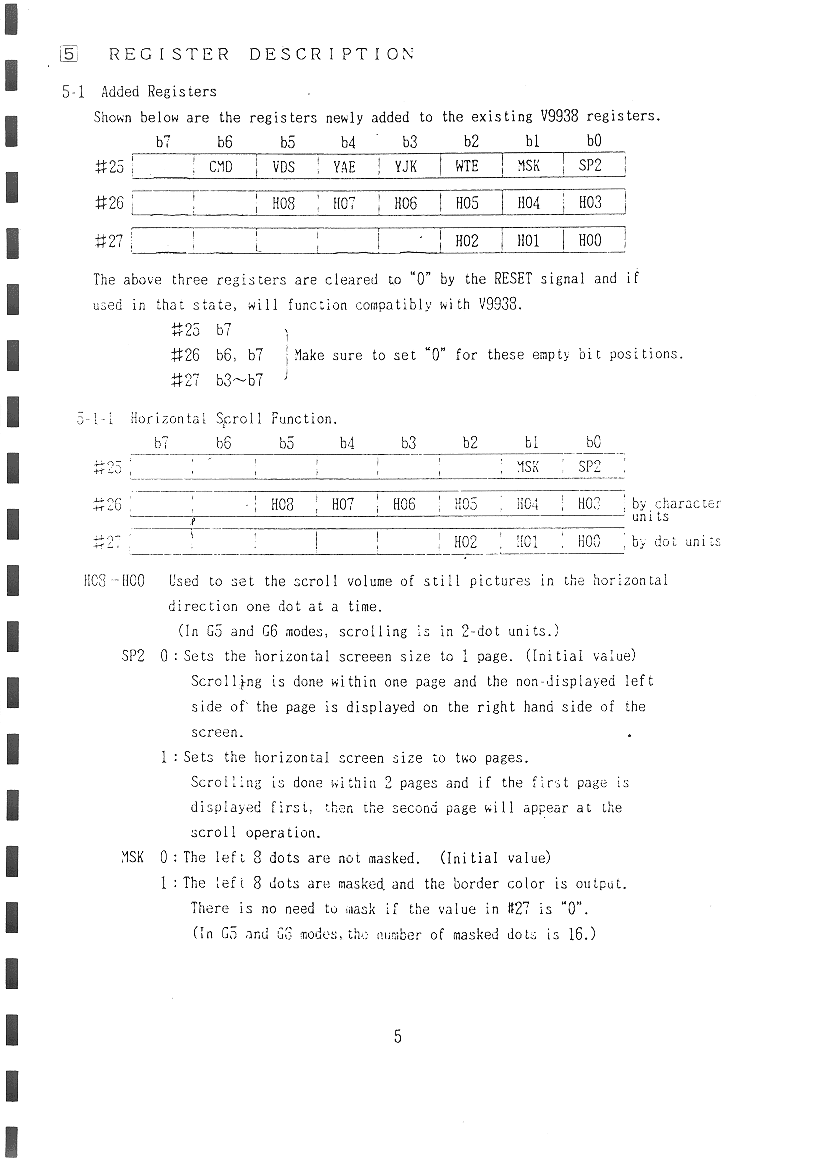 5 REGISTER DESCRIPTION
5-1 Added Registers
Shown below are the registers newly added to the existing V9938 registers.
b7 b6 b5 b4 b3 b2 b1 b0
#25 CMD VDS YAE YJK WTE MSK SP2
#26 HO8 HO7 HO6 HO5 HO4 HO3
#27 HO2 HO1 HO0
The above three registers are cleared to "0" by the RESET signal and if
used in that state, will function compatibly with V9938.
#25 b7
#26 b6, b7 Make sure to set "0" for these empty bit positions.
#27 b3~b7
5-1-1 Horizontal Scroll Function.
b7 b6 b5 b4 b3 b2 b1 b0
#25 MSK SP2
#26 HO8 HO7 HO6 HO5 HO4 HO3 by character
units
#27 HO2 HO1 HO0 by dot units
HO8 ~HO0 Used to set the scroll volume of still pictures in the horizontal
direction one dot at a time.
(In G5 and G6 modes, scrolling is in 2-dot units.)
SP2 0 : Sets the horizontal screeen size to 1 page. (Initial value)
Scrolling is done within one page and the non-displayed left
side of the page is displayed on the right hand side of the
screen.
1 : Sets the horizontal screen size to two pages.
Scrolling is done within 2 pages and if the first page is
displayed first, then the second page will appear at the
scroll operation.
MSK 0 : The left 8 dots are not masked. (Initial value)
1 : The left 8 dots are masked and the border color is output.
There is no need to mask if the value in #27 is "0".
(In G5 and G6 modes, the number of masked dots is 16.)
5